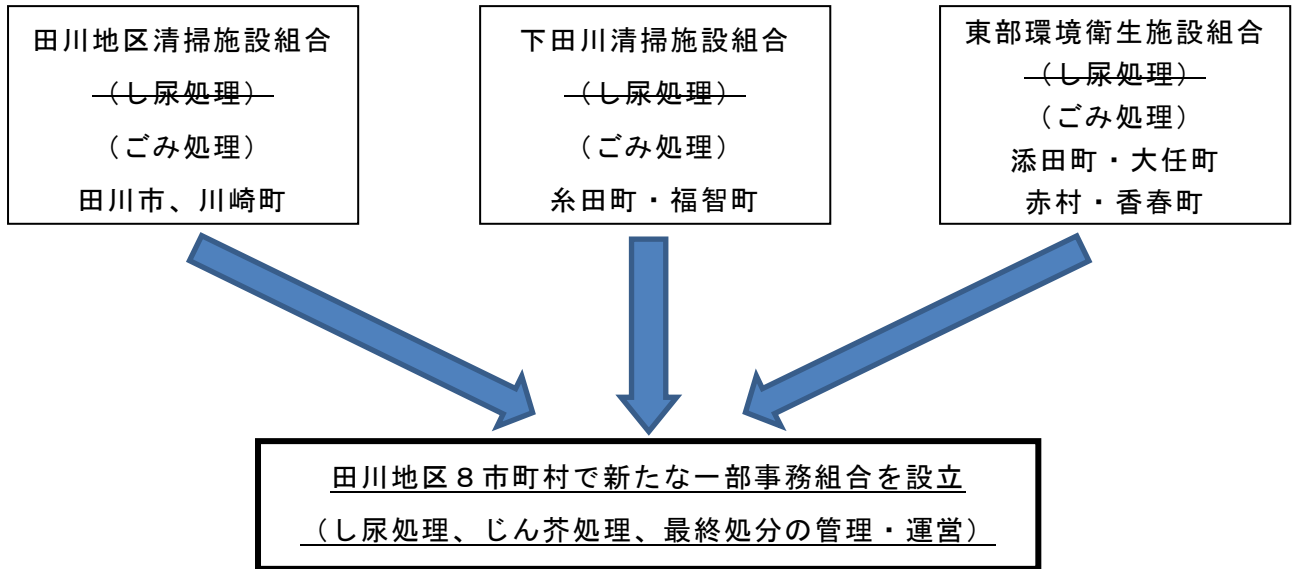 田川地区清掃施設組合
（し尿処理）
（ごみ処理）
田川市、川崎町
下田川清掃施設組合
（し尿処理）
（ごみ処理）
糸田町・福智町
東部環境衛生施設組合
（し尿処理）
（ごみ処理）
添田町・大任町
赤村・香春町
田川地区８市町村で新たな一部事務組合を設立
（し尿処理、じん芥処理、最終処分の管理・運営）